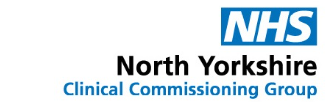 NHS
North Yorkshire
Clinical Commissioning Group